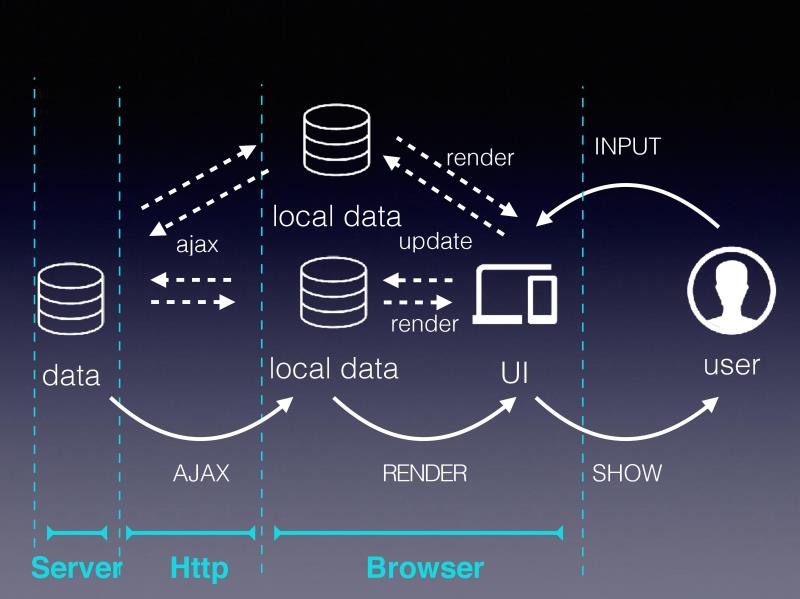 INPUT
render
local data
update
ajax
render
data
local data
UI
user
AJAX
RENDER
SHOW
Server
Http
Browser